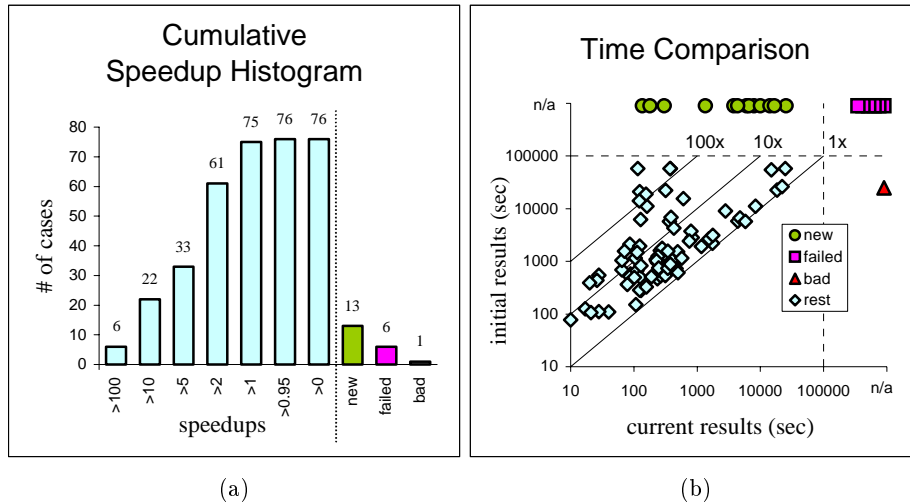 Cumulative
Speedup Histogram
# of cases
80
70
60
50
40
30
20
10
0
6
22
33
61
75
76
76
13
6
1
>100
>10
>5
>2
>1
>0.95
>0
new
failed
bad
speedups
(a)
Time Comparison
initial results (sec)
n/a
100000
10000
1000
100
10
100x
10x
1x
new
failed
bad
rest
10
100
1000
10000
100000
n/a
current results (sec)
(b)